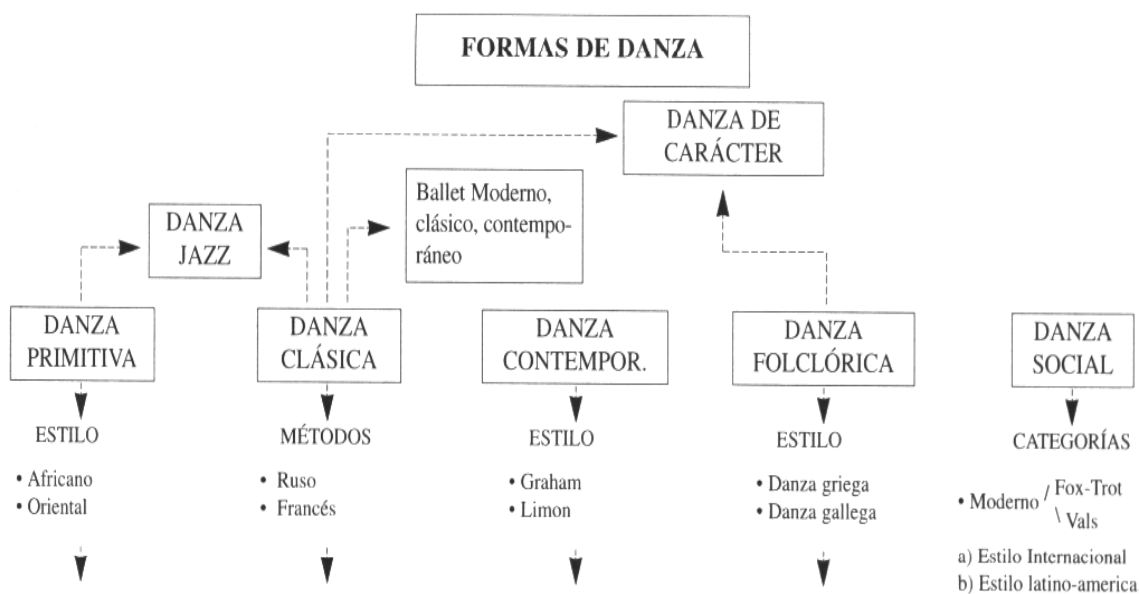 FORMAS DE DANZA
DANZA DE
CARÁCTER
Ballet Moderno,
clásico, contempo-
ráneo
DANZA
JAZZ
DANZA
PRIMITIVA
DANZA
CLÁSICA
DANZA
CONTEMPOR.
DANZA
FOLCLÓRICA
DANZA
SOCIAL
ESTILO
• Africano
• Oriental
MÉTODOS
• Ruso
• Francés
ESTILO
• Graham
• Limon
ESTILO
• Danza griega
• Danza gallega
CATEGORÍAS
• Moderno / Fox-Trot
\ Vals
a) Estilo Internacional
b) Estilo latino-america